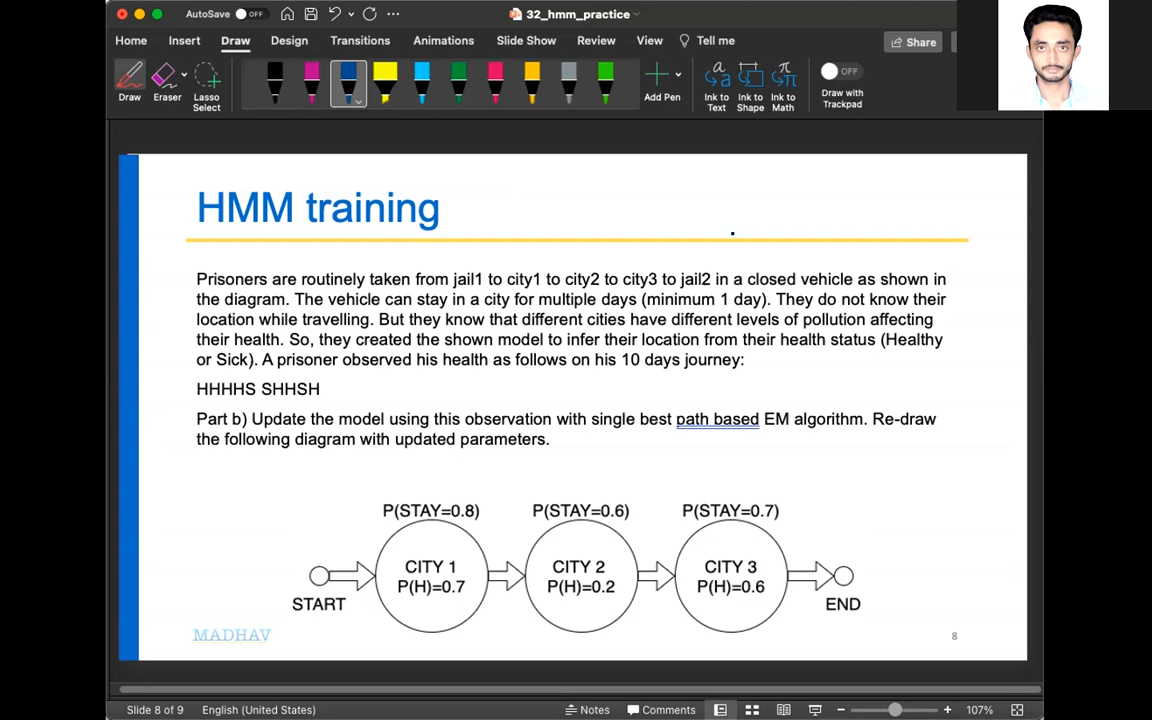 AutoSave OFF 32_hmm_practice
Home Insert Draw Design Transitions Animations Slide Show Review View Tell me Share
Draw Eraser Lasso Select Add Pen Ink to Text Ink to Shape Ink to Math OFF Draw with Trackpad
HMM training
Prisoners are routinely taken from jail1 to city1 to city2 to city3 to jail2 in a closed vehicle as shown in
the diagram. The vehicle can stay in a city for multiple days (minimum 1 day). They do not know their
location while travelling. But they know that different cities have different levels of pollution affecting
their health. So, they created the shown model to infer their location from their health status (Healthy
or Sick). A prisoner observed his health as follows on his 10 days journey:
HHHHS SHHSH
Part b) Update the model using this observation with single best path based EM algorithm. Re-draw
the following diagram with updated parameters.
P(STAY=0.8) P(STAY=0.6) P(STAY=0.7)
CITY 1 CITY 2 CITY 3
P(H)=0.7 P(H)=0.2 P(H)=0.6
START END
MADHAV 8
Slide 8 of 9 English (United States) Notes Comments 107%